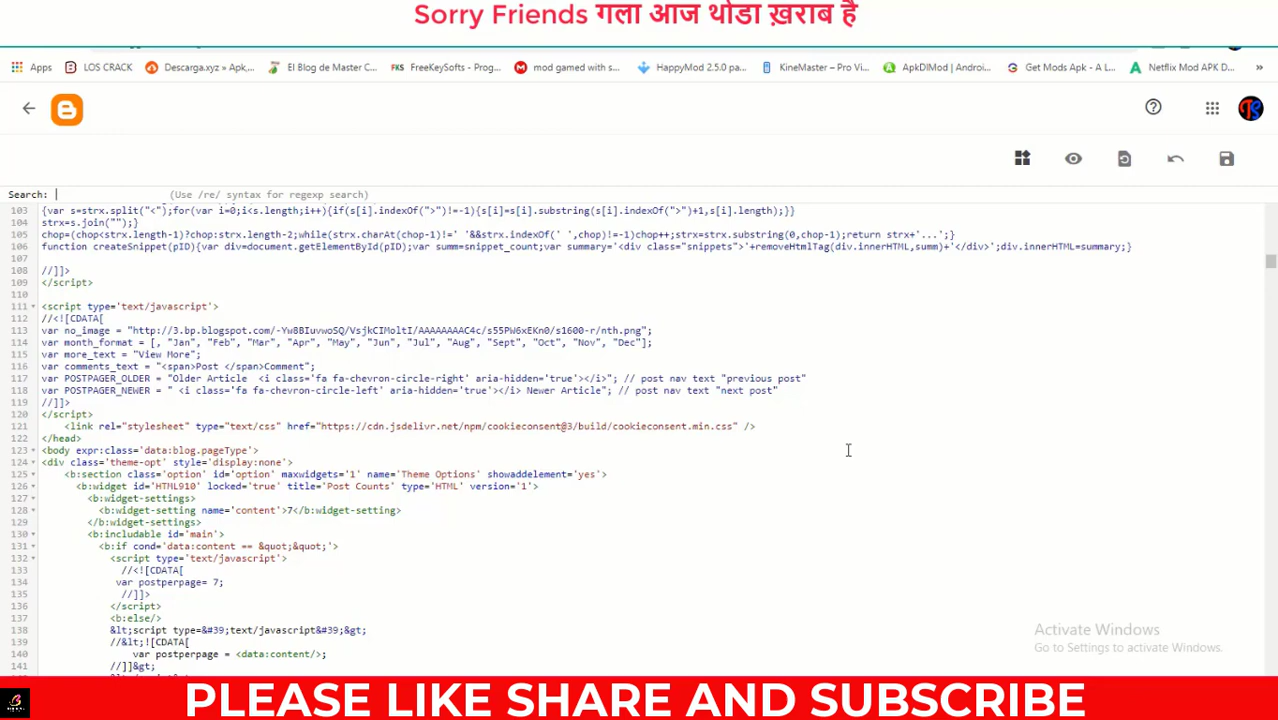 Sorry Friends गला आज थोडा ख़राब है
Apps LOS CRACK Descarga.xyz » Apk,... El Blog de Master C... FKS FreeKeySofts - Prog... mod gamed with s... HappyMod 2.5.0 pa... KineMaster – Pro Vi... ApkDlMod | Androi... Get Mods Apk - A L... Netflix Mod APK D... »
Search: (Use /re/ syntax for regexp search)
103 {var s=strx.split("<");for(var i=0;i<s.length;i++){if(s[i].indexOf(">")!=-1){s[i]=s[i].substring(s[i].indexOf(">")+1,s[i].length);}}
104 strx=s.join("");}
105 chop=(chop<strx.length-1)?chop:strx.length-2;while(strx.charAt(chop-1)!=' '&&strx.indexOf(' ',chop)!=-1)chop++;strx=strx.substring(0,chop-1);return strx+'...';}
106 function createSnippet(pID){var div=document.getElementById(pID);var summ=snippet_count;var summary='<div class="snippets">'+removeHtmlTag(div.innerHTML,summ)+'</div>';div.innerHTML=summary;}
107
108 //]]>
109 </script>
110
111 <script type='text/javascript'>
112 //<![CDATA[
113 var no_image = "http://3.bp.blogspot.com/-Yw8BIuvwoSQ/VsjkCIMoltI/AAAAAAAAC4c/s55PW6xEKn0/s1600-r/nth.png";
114 var month_format = [, "Jan", "Feb", "Mar", "Apr", "May", "Jun", "Jul", "Aug", "Sept", "Oct", "Nov", "Dec"];
115 var more_text = "View More";
116 var comments_text = "<span>Post </span>Comment";
117 var POSTPAGER_OLDER = "Older Article <i class='fa fa-chevron-circle-right' aria-hidden='true'></i>"; // post nav text "previous post"
118 var POSTPAGER_NEWER = " <i class='fa fa-chevron-circle-left' aria-hidden='true'></i> Newer Article"; // post nav text "next post"
119 //]]>
120 </script>
121 <link rel="stylesheet" type="text/css" href="https://cdn.jsdelivr.net/npm/cookieconsent@3/build/cookieconsent.min.css" />
122 </head>
123 <body expr:class='data:blog.pageType'>
124 <div class='theme-opt' style='display:none'>
125 <b:section class='option' id='option' maxwidgets='1' name='Theme Options' showaddelement='yes'>
126 <b:widget id='HTML910' locked='true' title='Post Counts' type='HTML' version='1'>
127 <b:widget-settings>
128 <b:widget-setting name='content'>7</b:widget-setting>
129 </b:widget-settings>
130 <b:includable id='main'>
131 <b:if cond='data:content == &quot;&quot;'>
132 <script type='text/javascript'>
133 //<![CDATA[
134 var postperpage= 7;
135 //]]>
136 </script>
137 <b:else/>
138 &lt;script type=&#39;text/javascript&#39;&gt;
139 //&lt;![CDATA[
140 var postperpage = <data:content/>;
141 //]]&gt;
Activate Windows
Go to Settings to activate Windows.
PLEASE LIKE SHARE AND SUBSCRIBE